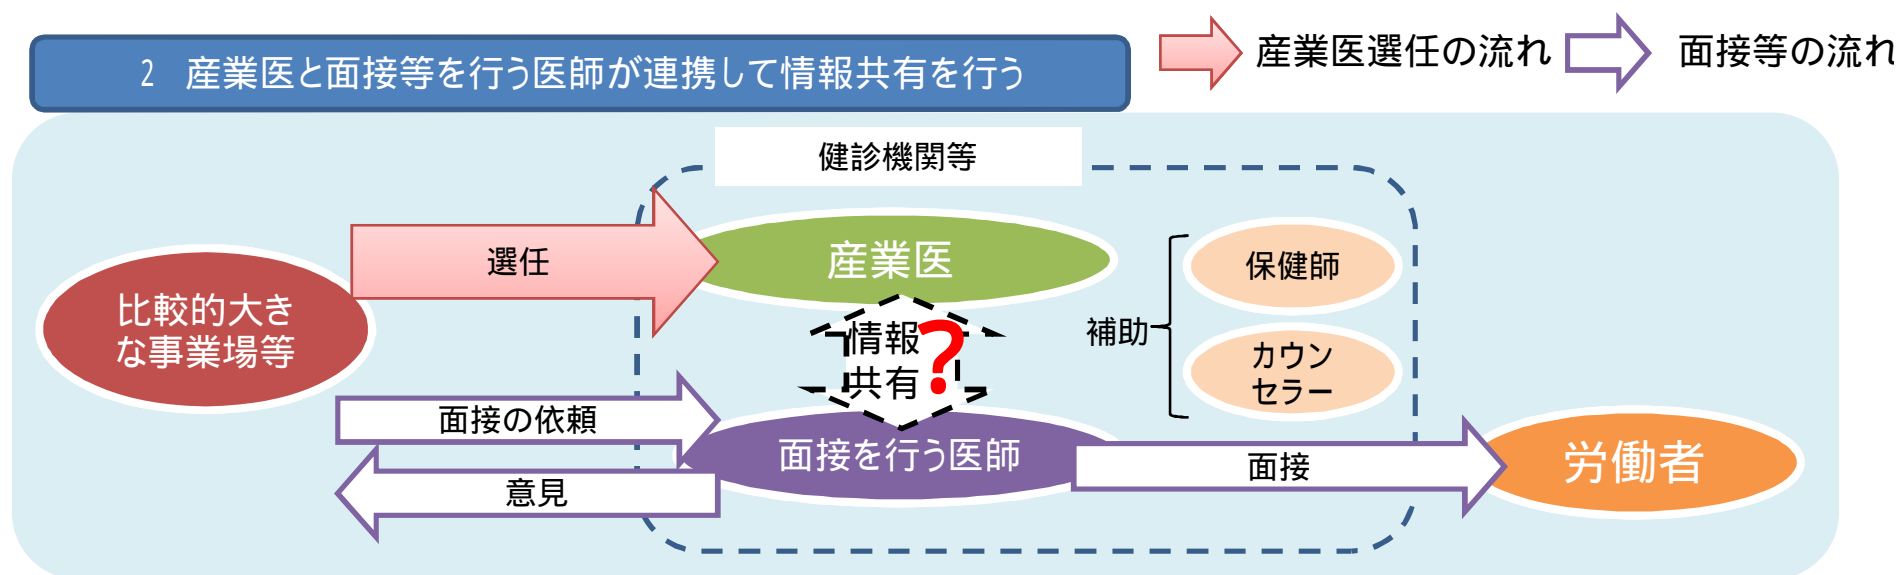 産業医選任の流れ
面接等の流れ
2 産業医と面接等を行う医師が連携して情報共有を行う
健診機関等
選任
産業医
保健師
比較的大き
な事業場等
情報
共有
?
補助
カウン
セラー
面接の依頼
面接を行う医師
面接
労働者
意見